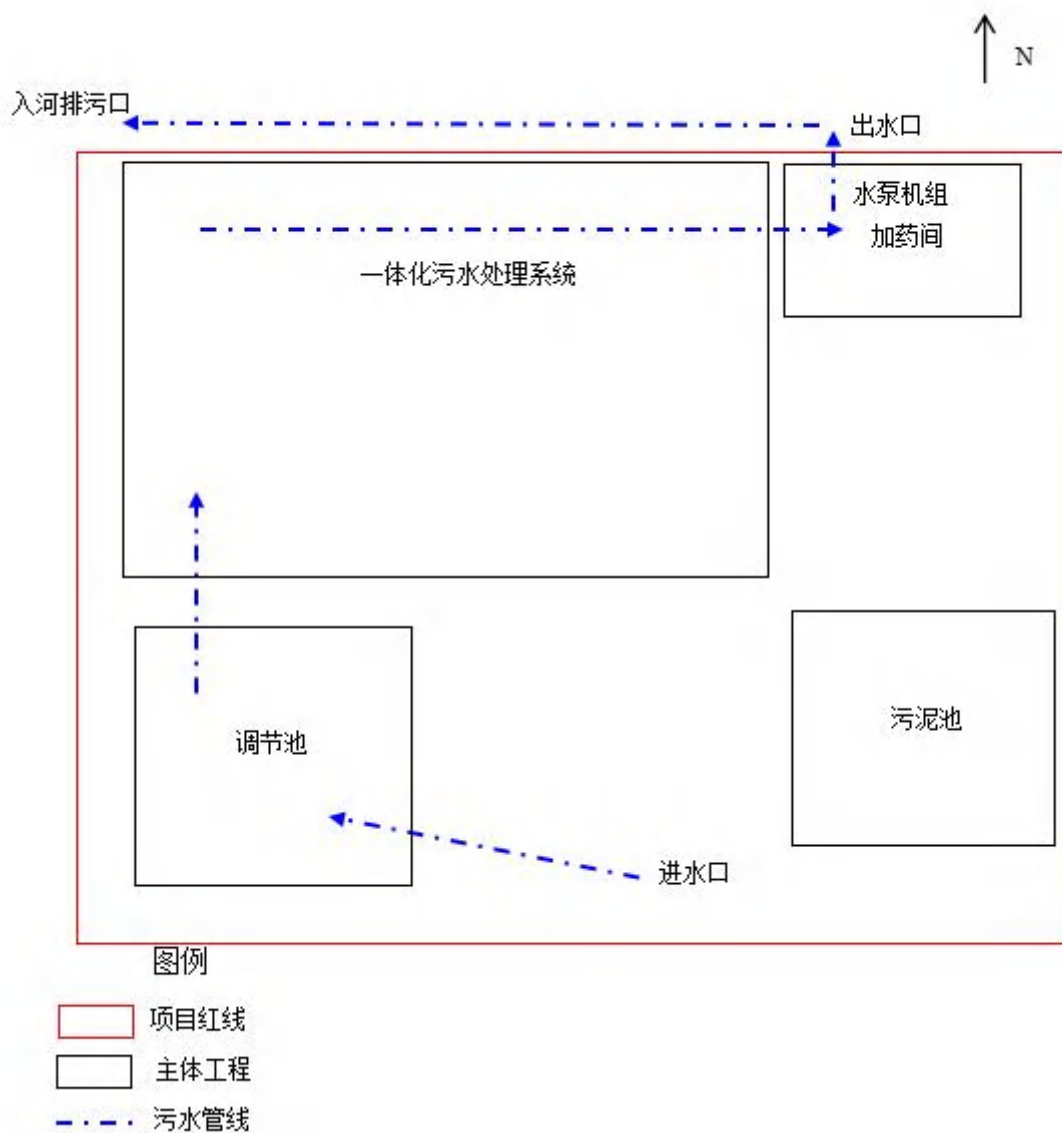 N
入河排污口
出水口
水泵机组
加药间
一体化污水处理系统
调节池
污泥池
进水口
图例
项目红线
主体工程
污水管线